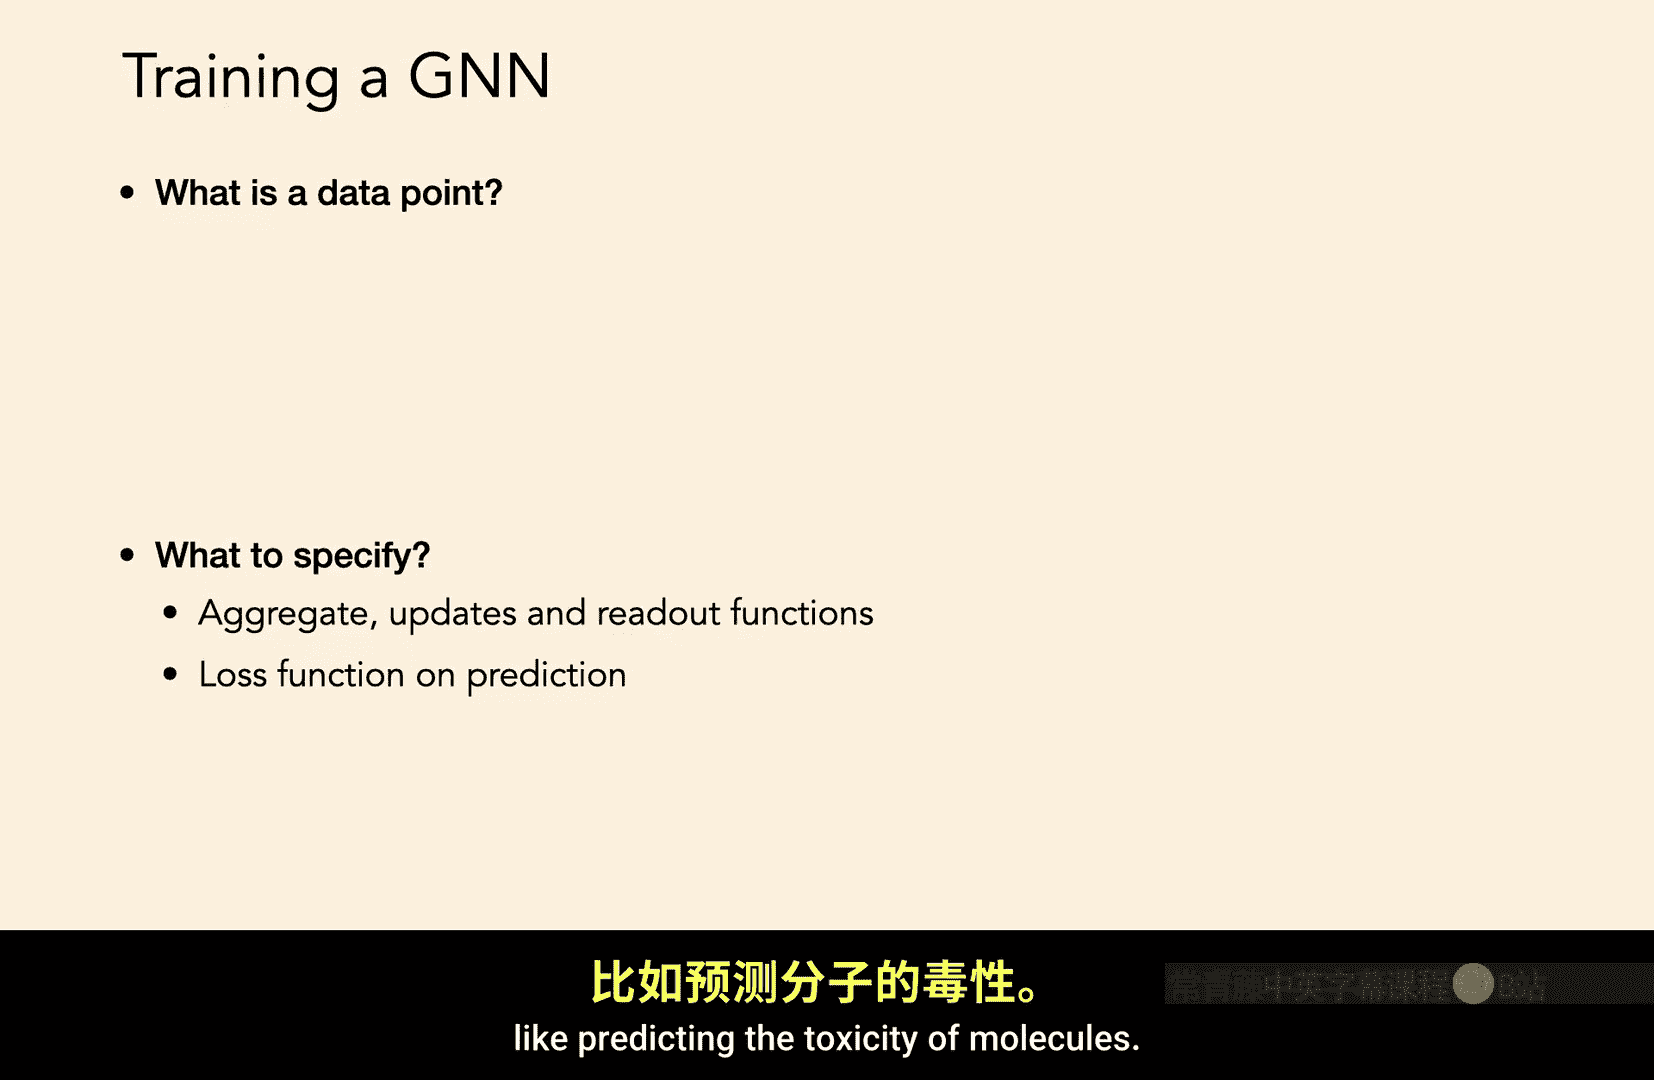 Training a GNN
• What is a data point?
• What to specify?
• Aggregate, updates and readout functions
• Loss function on prediction
比如预测分子的毒性。
like predicting the toxicity of molecules.